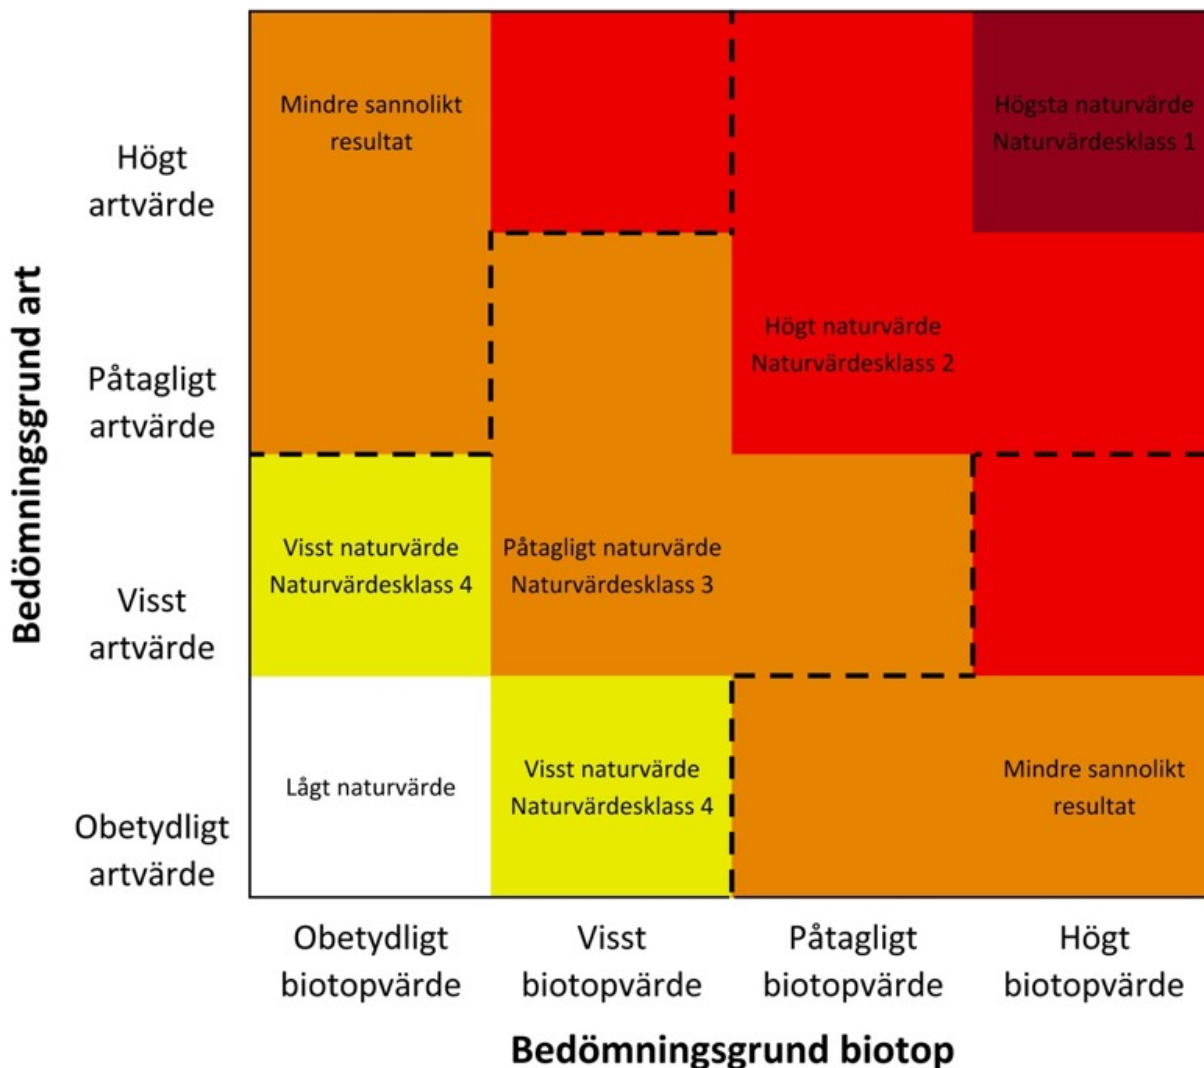 Mindre sannolikt
resultat
Högsta naturvärde
Naturvärdesklass 1
Högt
artvärde
Högt naturvärde
Naturvärdesklass 2
Påtagligt
artvärde
Bedömningsgrund art
Visst naturvärde
Naturvärdesklass 4
Påtagligt naturvärde
Naturvärdesklass 3
Visst
artvärde
Lågt naturvärde
Visst naturvärde
Naturvärdesklass 4
Mindre sannolikt
resultat
Obetydligt
artvärde
Obetydligt
biotopvärde
Visst
biotopvärde
Påtagligt
biotopvärde
Högt
biotopvärde
Bedömningsgrund biotop